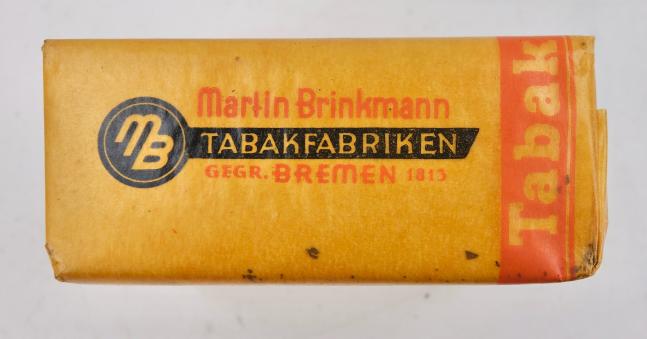 MB
Martin Brinkmann
TABAKFABRIKEN
GEGR. BREMEN 1813
Tabak